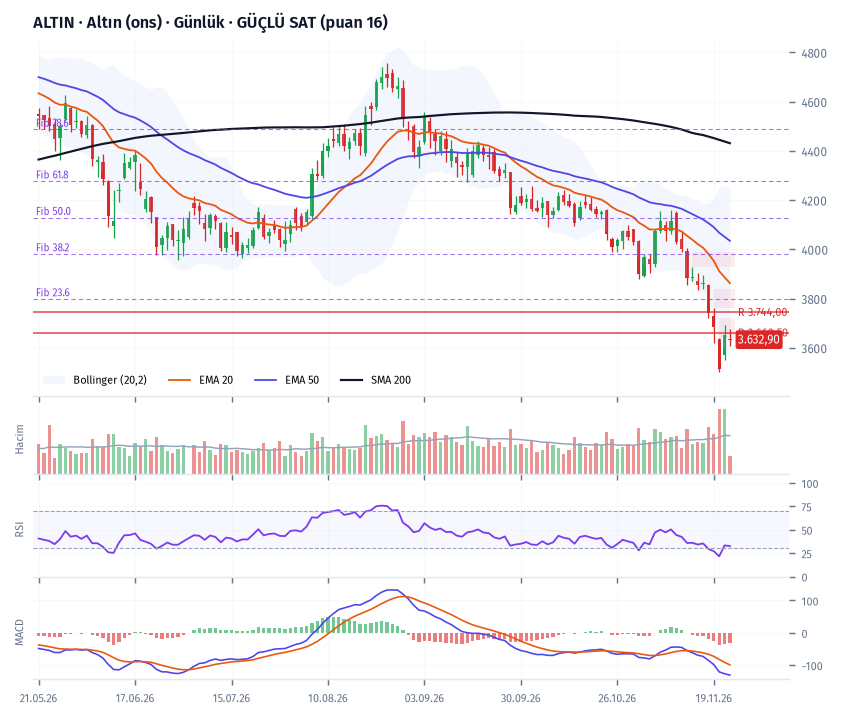 ALTIN · Altın (ons) · Günlük · GÜÇLÜ SAT (puan 16)
4800
4600
Fib 78.6
4400
Fib 61.8
4200
Fib 50.0
Fib 38.2
4000
Fib 23.6
3800
R 3.744,00
3.632,90
3600
Bollinger (20,2) EMA 20 EMA 50 SMA 200
Hacim
RSI
100
75
50
25
0
MACD
100
0
-100
21.05.26 17.06.26 15.07.26 10.08.26 03.09.26 30.09.26 26.10.26 19.11.26